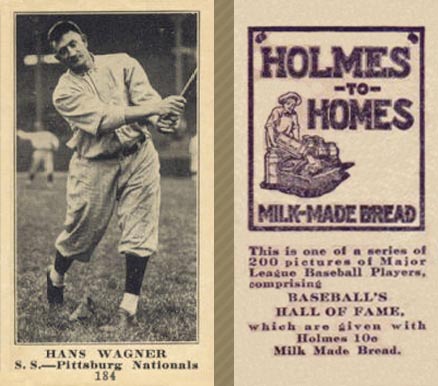 HANS WAGNER
S. S.—Pittsburg Nationals
184
HOLMES
-TO-
HOMES
MILK-MADE BREAD
This is one of a series of
200 pictures of Major
League Baseball Players,
comprising
BASEBALL'S
HALL OF FAME,
which are given with
Holmes 10c
Milk Made Bread.